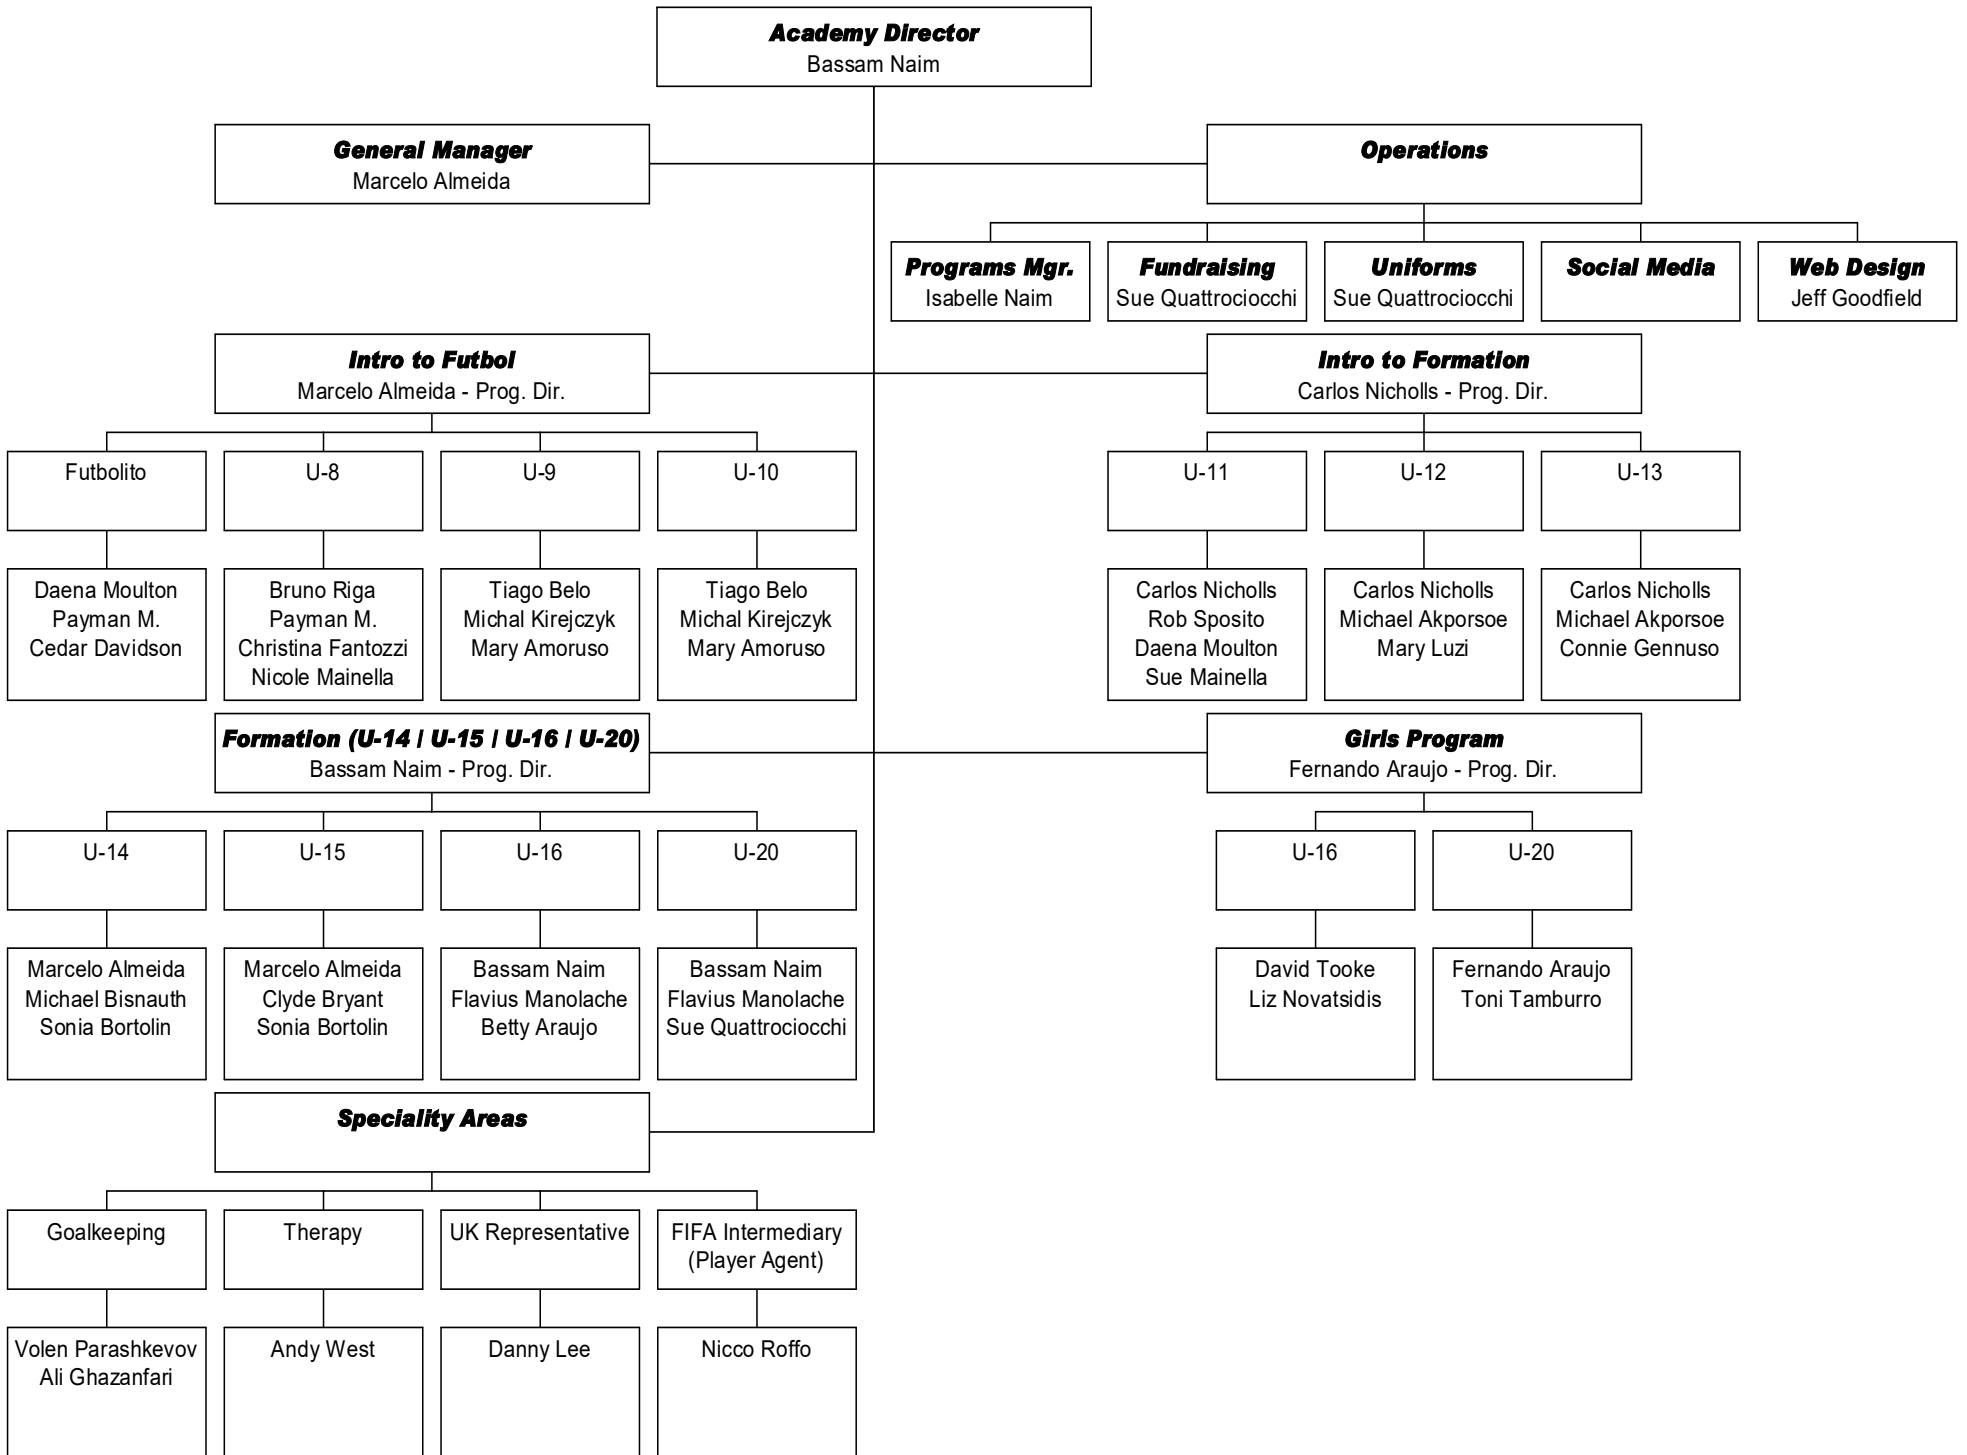 Academy Director
Bassam Naim
General Manager
Marcelo Almeida
Operations
Programs Mgr.
Isabelle Naim
Fundraising
Sue Quattrociocchi
Uniforms
Sue Quattrociocchi
Social Media
Web Design
Jeff Goodfield
Intro to Futbol
Marcelo Almeida - Prog. Dir.
Intro to Formation
Carlos Nicholls - Prog. Dir.
Futbolito
U-8
U-9
U-10
U-11
U-12
U-13
Daena Moulton
Payman M.
Cedar Davidson
Bruno Riga
Payman M.
Christina Fantozzi
Nicole Mainella
Tiago Belo
Michal Kirejczyk
Mary Amoruso
Tiago Belo
Michal Kirejczyk
Mary Amoruso
Carlos Nicholls
Rob Sposito
Daena Moulton
Sue Mainella
Carlos Nicholls
Michael Akporsoe
Mary Luzi
Carlos Nicholls
Michael Akporsoe
Connie Gennuso
Formation (U-14 / U-15 / U-16 / U-20)
Bassam Naim - Prog. Dir.
Girls Program
Fernando Araujo - Prog. Dir.
U-14
U-15
U-16
U-20
U-16
U-20
Marcelo Almeida
Michael Bisnauth
Sonia Bortolin
Marcelo Almeida
Clyde Bryant
Sonia Bortolin
Bassam Naim
Flavius Manolache
Betty Araujo
Bassam Naim
Flavius Manolache
Sue Quattrociocchi
David Tooke
Liz Novatsidis
Fernando Araujo
Toni Tamburro
Speciality Areas
Goalkeeping
Therapy
UK Representative
FIFA Intermediary
(Player Agent)
Volen Parashkevov
Ali Ghazanfari
Andy West
Danny Lee
Nicco Roffo